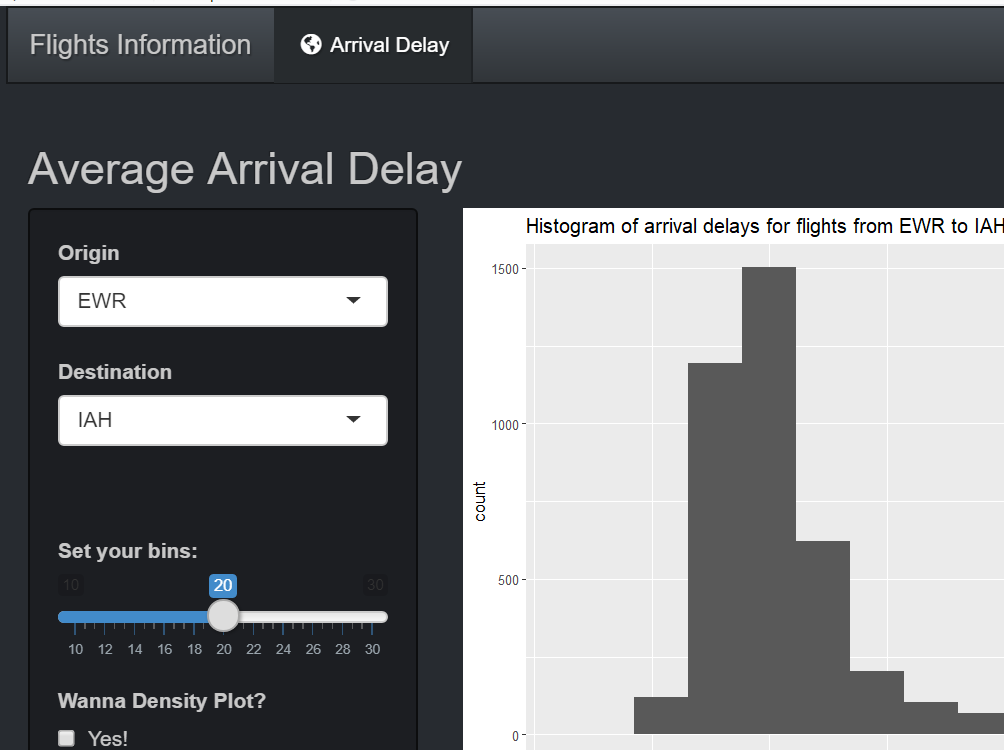 Flights Information
Arrival Delay
Average Arrival Delay
Origin
EWR
Destination
IAH
Set your bins:
10 20 30
10 12 14 16 18 20 22 24 26 28 30
Wanna Density Plot?
Yes!
Histogram of arrival delays for flights from EWR to IAH
1500
1000
500
0
count